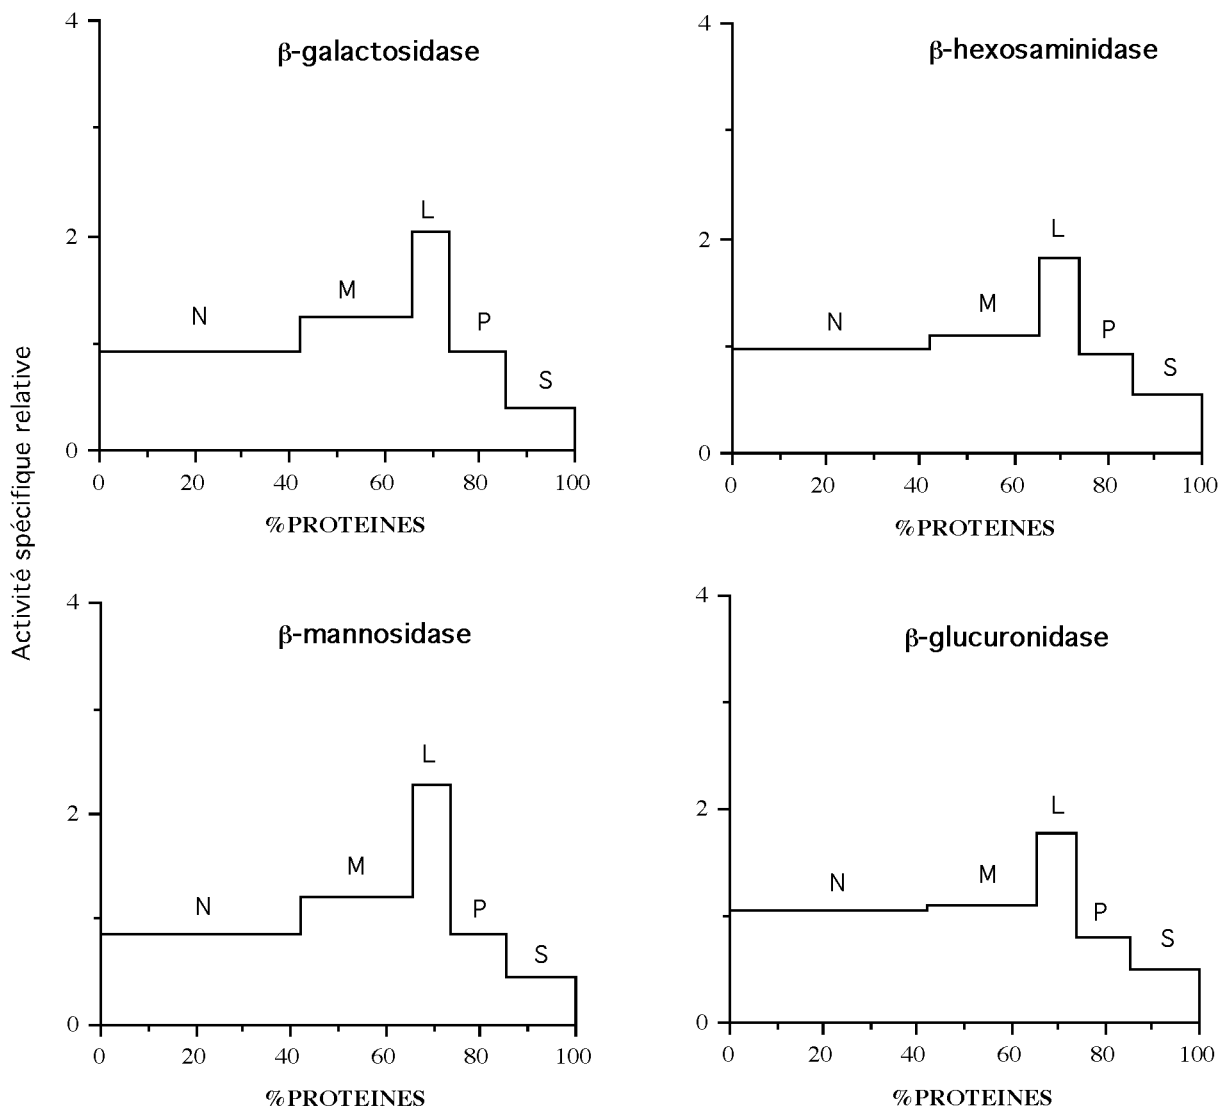 Activité spécifique relative
β-galactosidase
4
2
0
N
M
L
P
S
0 20 40 60 80 100
%PROTEINES
β-hexosaminidase
4
2
0
N
M
L
P
S
0 20 40 60 80 100
%PROTEINES
β-mannosidase
4
2
0
N
M
L
P
S
0 20 40 60 80 100
%PROTEINES
β-glucuronidase
4
2
0
N
M
L
P
S
0 20 40 60 80 100
%PROTEINES